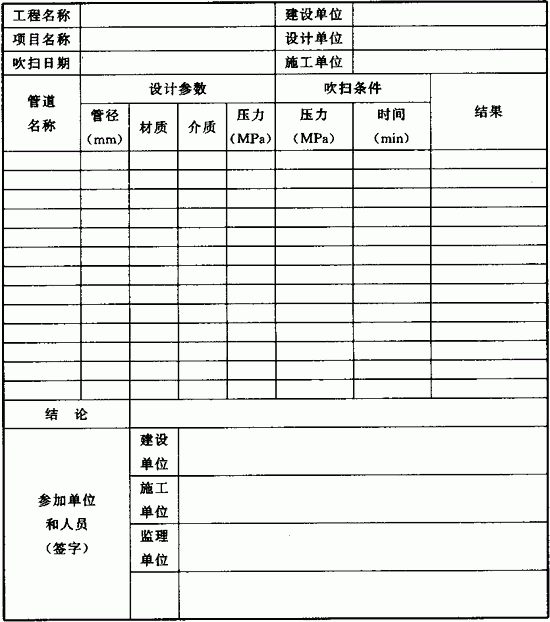 工程名称 建设单位
项目名称 设计单位
吹扫日期 施工单位
管道名称 设计参数 吹扫条件 结果
管径(mm) 材质 介质 压力(MPa) 压力(MPa) 时间(min)
结 论
参加单位
和人员
(签字)
建设
单位
施工
单位
监理
单位